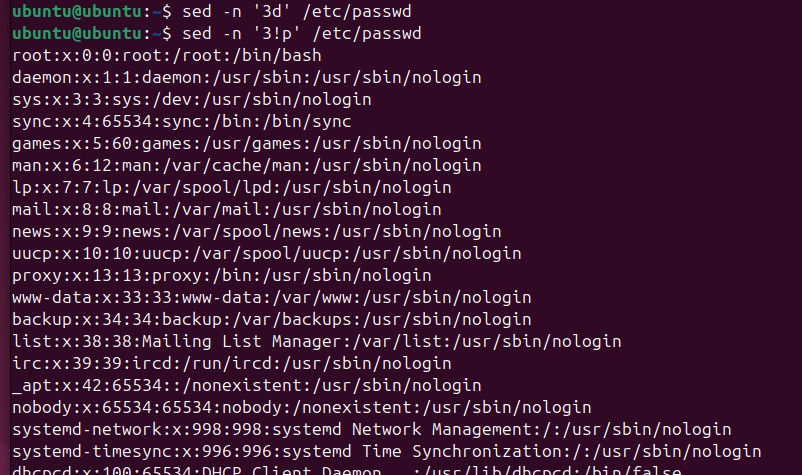 ubuntu@ubuntu:~$ sed -n '3d' /etc/passwd
ubuntu@ubuntu:~$ sed -n '3!p' /etc/passwd
root:x:0:0:root:/root:/bin/bash
daemon:x:1:1:daemon:/usr/sbin:/usr/sbin/nologin
sys:x:3:3:sys:/dev:/usr/sbin/nologin
sync:x:4:65534:sync:/bin:/bin/sync
games:x:5:60:games:/usr/games:/usr/sbin/nologin
man:x:6:12:man:/var/cache/man:/usr/sbin/nologin
lp:x:7:7:lp:/var/spool/lpd:/usr/sbin/nologin
mail:x:8:8:mail:/var/mail:/usr/sbin/nologin
news:x:9:9:news:/var/spool/news:/usr/sbin/nologin
uucp:x:10:10:uucp:/var/spool/uucp:/usr/sbin/nologin
proxy:x:13:13:proxy:/bin:/usr/sbin/nologin
www-data:x:33:33:www-data:/var/www:/usr/sbin/nologin
backup:x:34:34:backup:/var/backups:/usr/sbin/nologin
list:x:38:38:Mailing List Manager:/var/list:/usr/sbin/nologin
irc:x:39:39:ircd:/run/ircd:/usr/sbin/nologin
_apt:x:42:65534::/nonexistent:/usr/sbin/nologin
nobody:x:65534:65534:nobody:/nonexistent:/usr/sbin/nologin
systemd-network:x:998:998:systemd Network Management:/:/usr/sbin/nologin
systemd-timesync:x:996:996:systemd Time Synchronization:/:/usr/sbin/nologin
dhcpcd:x:100:65534:DHCP Client Daemon,,,:/usr/lib/dhcpcd:/bin/false